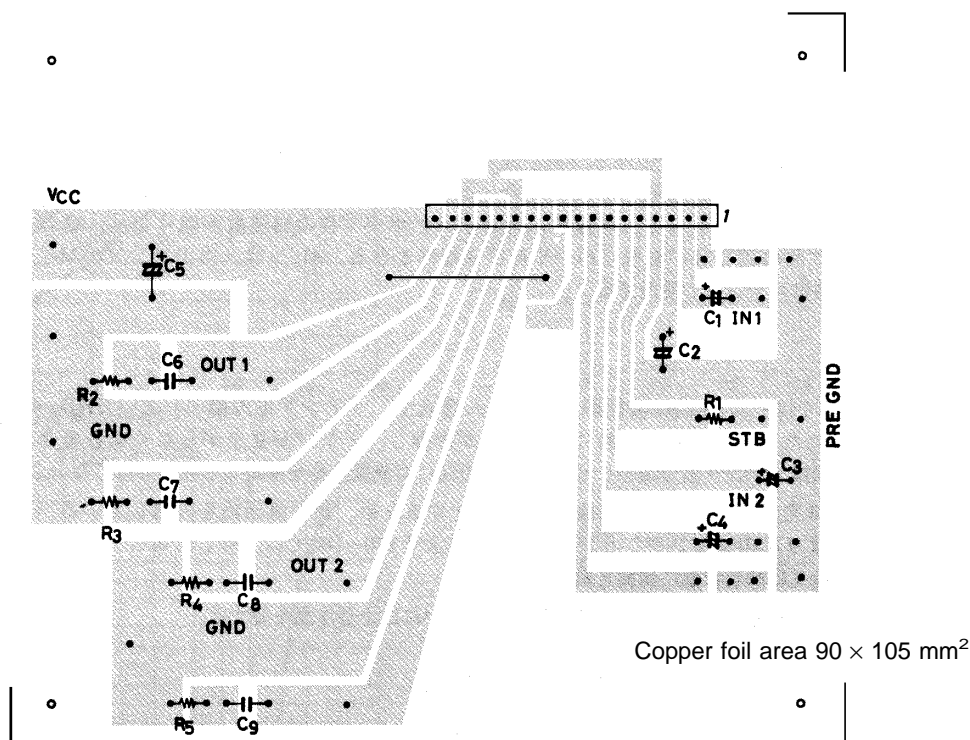 VCC
1
C5
C1 IN1
C2
C6 OUT 1
R2
R1
GND
STB
PRE GND
C3
C7
IN 2
R3
C4
OUT 2
R4 C8
GND
Copper foil area 90 × 105 mm²
R5 C9